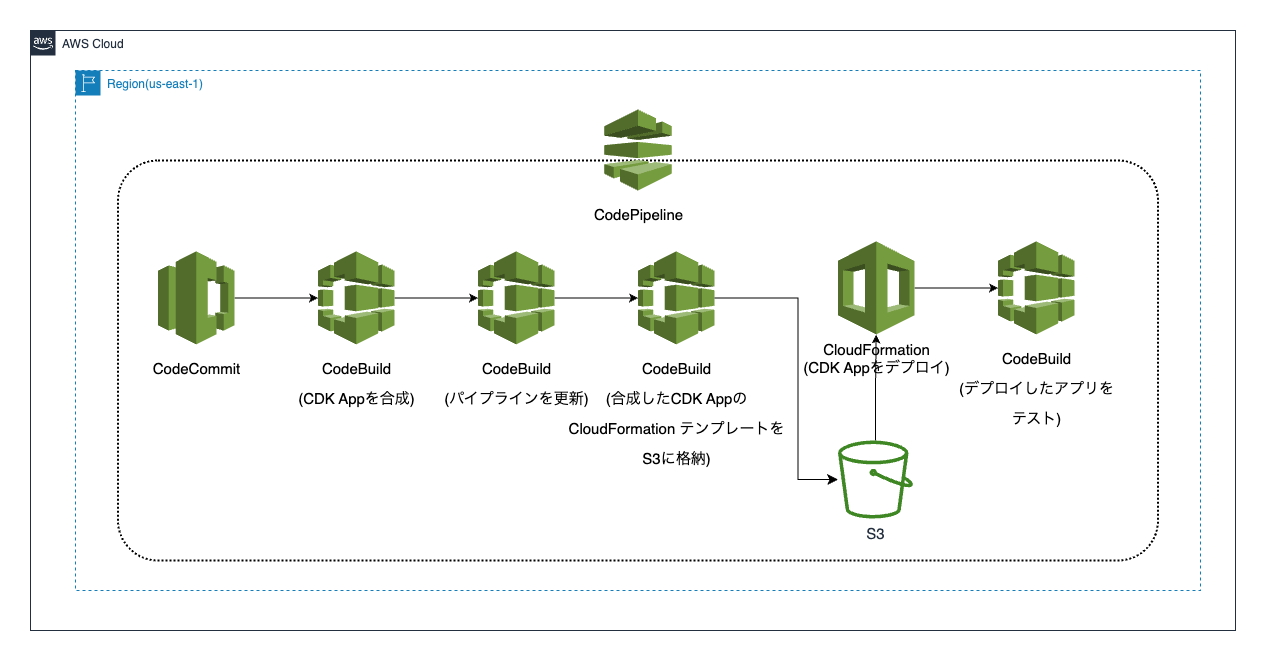 aws
AWS Cloud
Region(us-east-1)
CodePipeline
CodeCommit
CodeBuild
(CDK Appを合成)
CodeBuild
(パイプラインを更新)
CodeBuild
(合成したCDK Appの
CloudFormation テンプレートを
S3に格納)
CloudFormation
(CDK Appをデプロイ)
CodeBuild
(デプロイしたアプリを
テスト)
S3